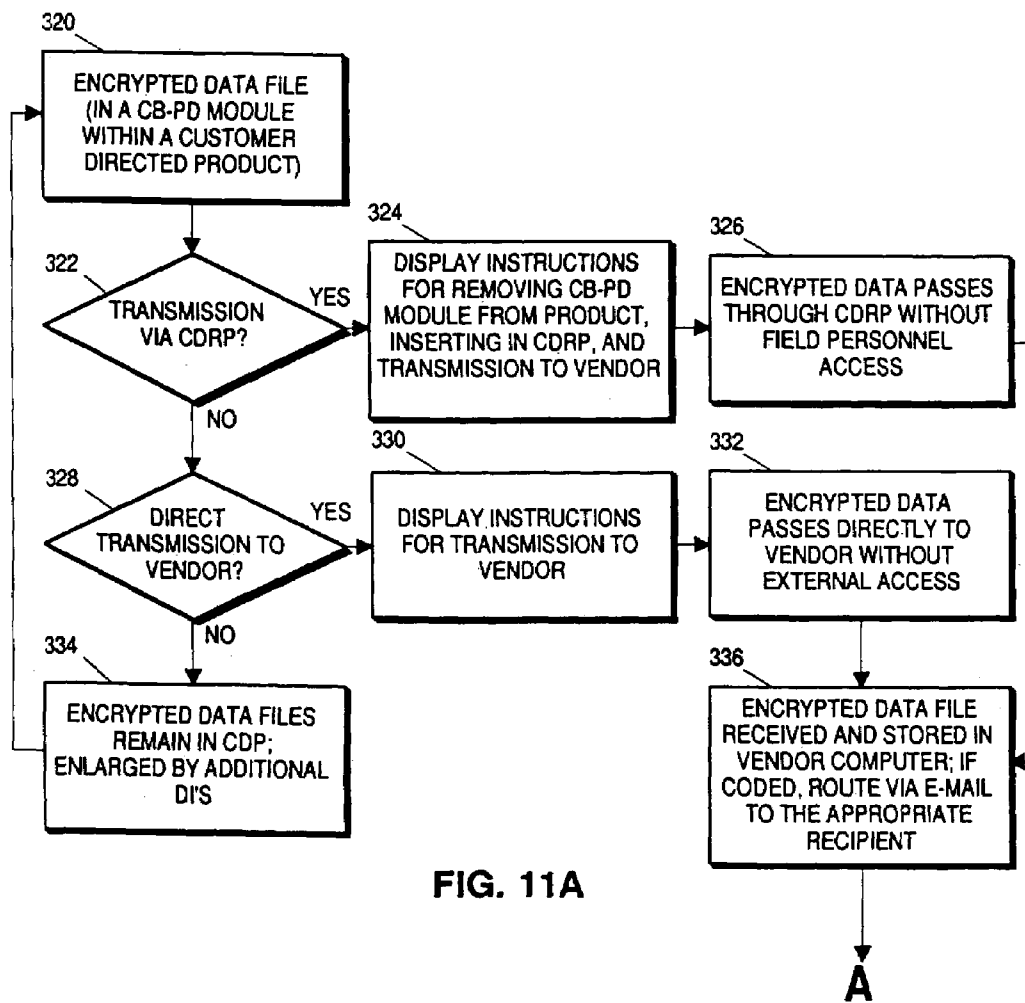 320
ENCRYPTED DATA FILE
(IN A CB-PD MODULE
WITHIN A CUSTOMER
DIRECTED PRODUCT)
322
TRANSMISSION
VIA CDRP?
YES
NO
324
DISPLAY INSTRUCTIONS
FOR REMOVING CB-PD
MODULE FROM PRODUCT,
INSERTING IN CDRP, AND
TRANSMISSION TO VENDOR
326
ENCRYPTED DATA PASSES
THROUGH CDRP WITHOUT
FIELD PERSONNEL
ACCESS
328
DIRECT
TRANSMISSION TO
VENDOR?
YES
NO
330
DISPLAY INSTRUCTIONS
FOR TRANSMISSION TO
VENDOR
332
ENCRYPTED DATA
PASSES DIRECTLY TO
VENDOR WITHOUT
EXTERNAL ACCESS
334
ENCRYPTED DATA FILES
REMAIN IN CDP;
ENLARGED BY ADDITIONAL
DI'S
336
ENCRYPTED DATA FILE
RECEIVED AND STORED IN
VENDOR COMPUTER; IF
CODED, ROUTE VIA E-MAIL
TO THE APPROPRIATE
RECIPIENT
FIG. 11A
A